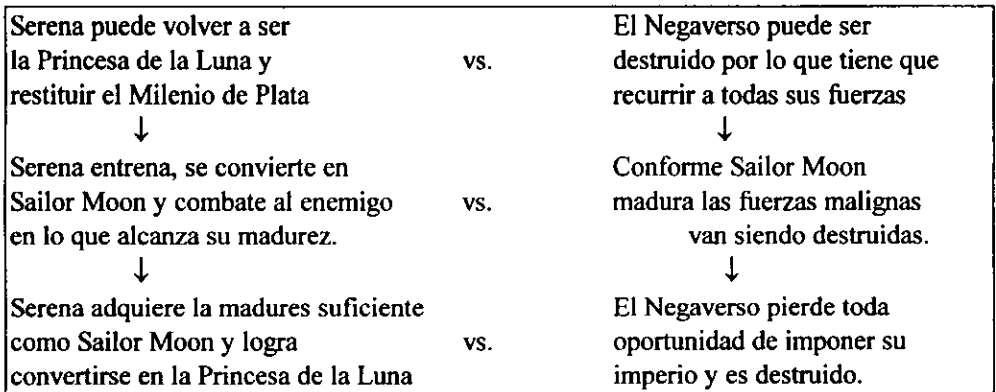 Serena puede volver a ser
la Princesa de la Luna y
restituir el Milenio de Plata
vs.
El Negaverso puede ser
destruido por lo que tiene que
recurrir a todas sus fuerzas
↓ ↓
Serena entrena, se convierte en
Sailor Moon y combate al enemigo
en lo que alcanza su madurez.
vs.
Conforme Sailor Moon
madura las fuerzas malignas
van siendo destruidas.
↓ ↓
Serena adquiere la madures suficiente
como Sailor Moon y logra
convertirse en la Princesa de la Luna
vs.
El Negaverso pierde toda
oportunidad de imponer su
imperio y es destruido.